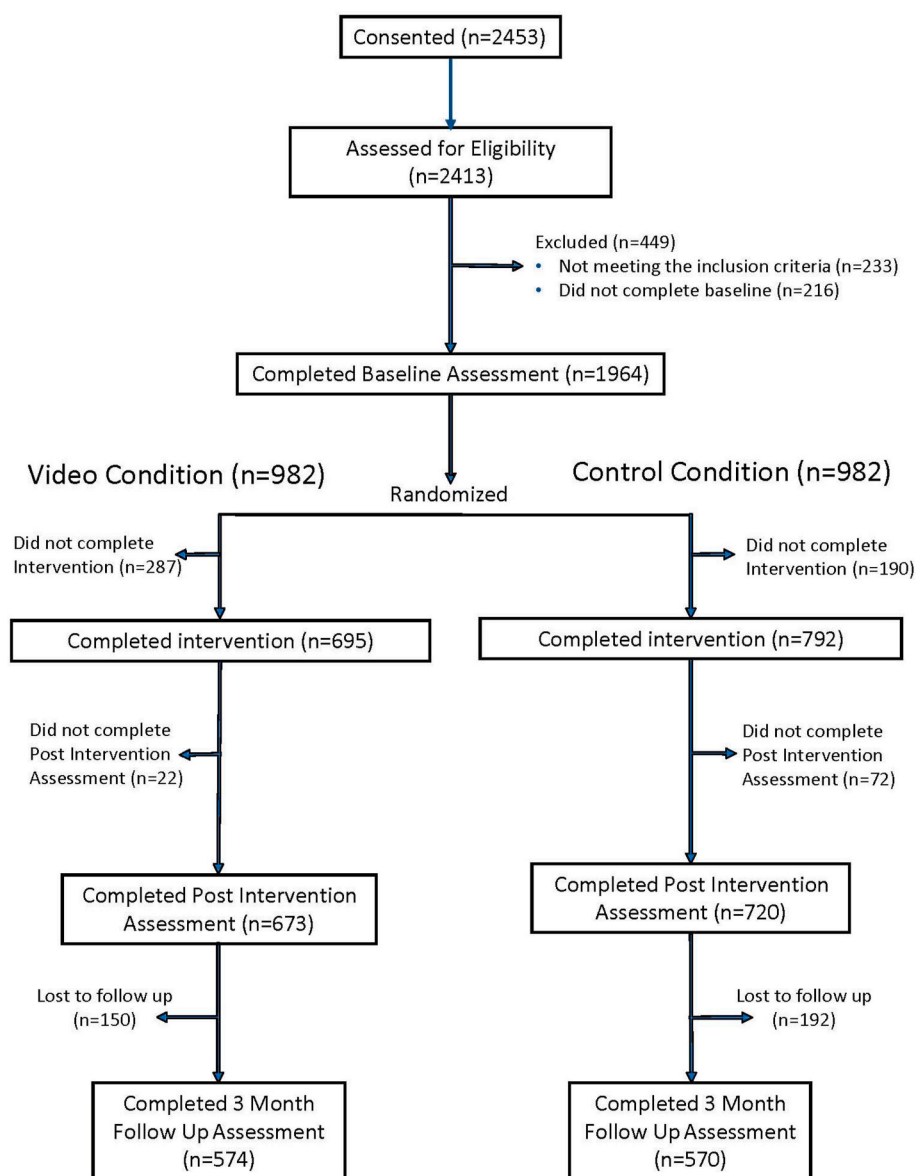 Consented (n=2453)
Assessed for Eligibility
(n=2413)
Excluded (n=449)
• Not meeting the inclusion criteria (n=233)
• Did not complete baseline (n=216)
Completed Baseline Assessment (n=1964)
Video Condition (n=982)
Control Condition (n=982)
Randomized
Did not complete
Intervention (n=287)
Did not complete
Intervention (n=190)
Completed intervention (n=695)
Completed intervention (n=792)
Did not complete
Post Intervention
Assessment (n=22)
Did not complete
Post Intervention
Assessment (n=72)
Completed Post Intervention
Assessment (n=673)
Completed Post Intervention
Assessment (n=720)
Lost to follow up
(n=150)
Lost to follow up
(n=192)
Completed 3 Month
Follow Up Assessment
(n=574)
Completed 3 Month
Follow Up Assessment
(n=570)